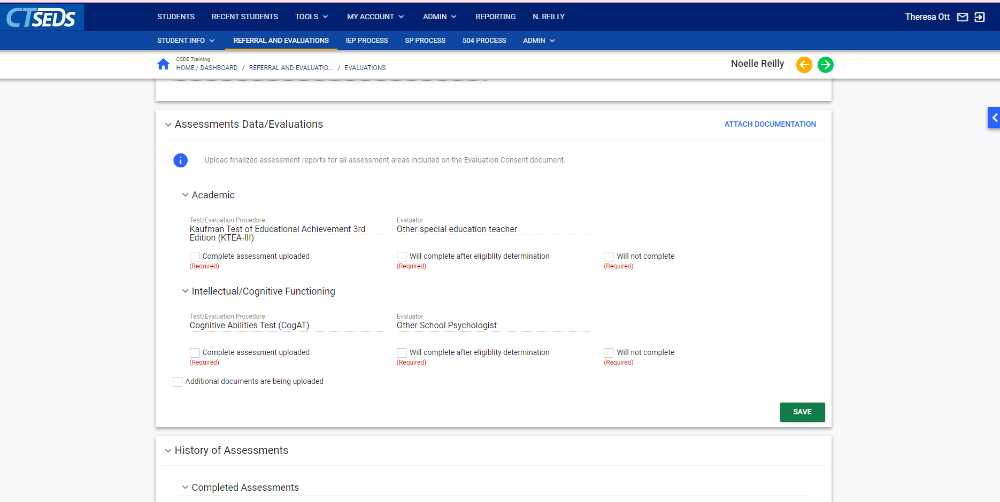 CTSEDS
STUDENTS RECENT STUDENTS TOOLS MY ACCOUNT ADMIN REPORTING N. REILLY
Theresa Ott
STUDENT INFO REFERRAL AND EVALUATIONS IEP PROCESS SP PROCESS 504 PROCESS ADMIN
CSDE Training
HOME / DASHBOARD / REFERRAL AND EVALUATIO... / EVALUATIONS
Noelle Reilly
Assessments Data/Evaluations
ATTACH DOCUMENTATION
Upload finalized assessment reports for all assessment areas included on the Evaluation Consent document.
Academic
Test/Evaluation Procedure
Kaufman Test of Educational Achievement 3rd
Edition (KTEA-III)
Evaluator
Other special education teacher
Complete assessment uploaded
(Required)
Will complete after eligiblity determination
(Required)
Will not complete
(Required)
Intellectual/Cognitive Functioning
Test/Evaluation Procedure
Cognitive Abilities Test (CogAT)
Evaluator
Other School Psychologist
Complete assessment uploaded
(Required)
Will complete after eligiblity determination
(Required)
Will not complete
(Required)
Additional documents are being uploaded
SAVE
History of Assessments
Completed Assessments